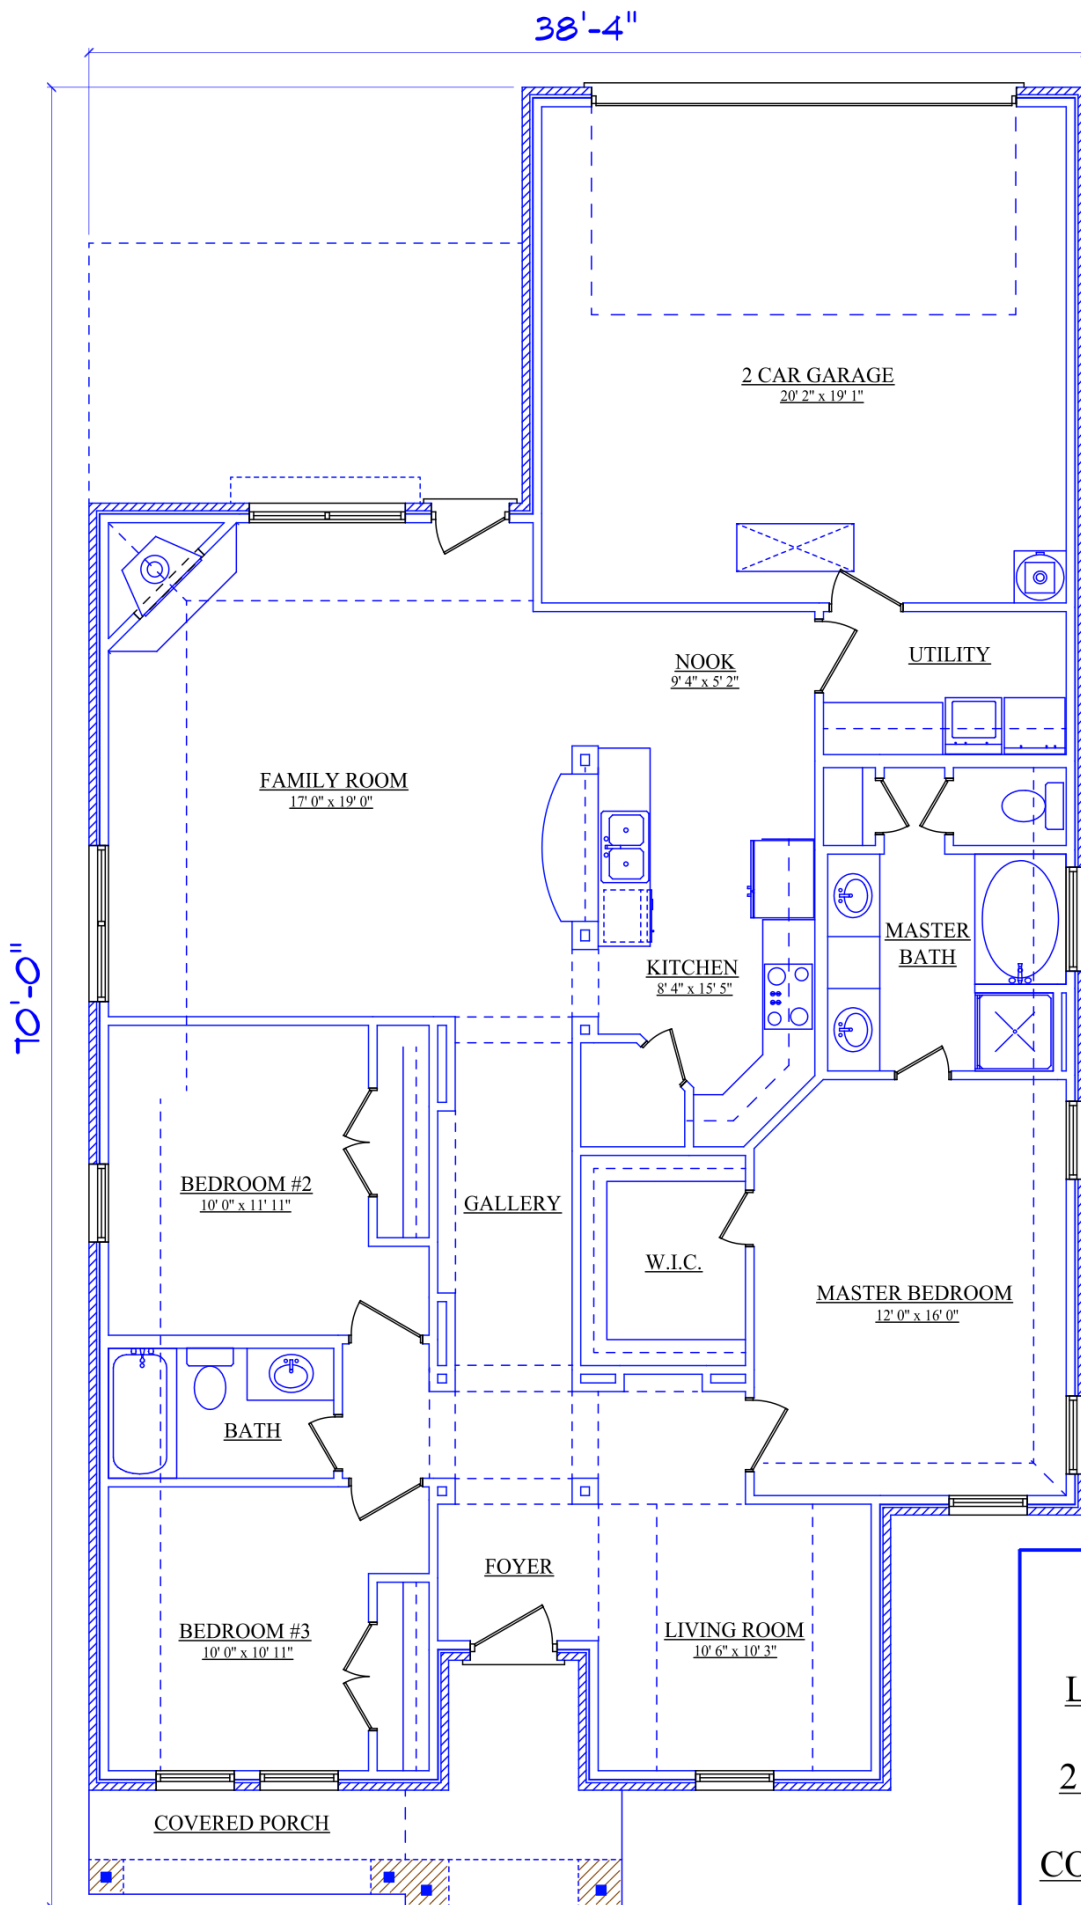 38'-4"
2 CAR GARAGE
20' 2" x 19' 1"
NOOK
9' 4" x 5' 2"
UTILITY
FAMILY ROOM
17' 0" x 19' 0"
MASTER
BATH
KITCHEN
8' 4" x 15' 5"
70'-0"
BEDROOM #2
10' 0" x 11' 11"
GALLERY
W.I.C.
MASTER BEDROOM
12' 0" x 16' 0"
BATH
FOYER
BEDROOM #3
10' 0" x 10' 11"
LIVING ROOM
10' 6" x 10' 3"
L
2
COVERED PORCH
CO